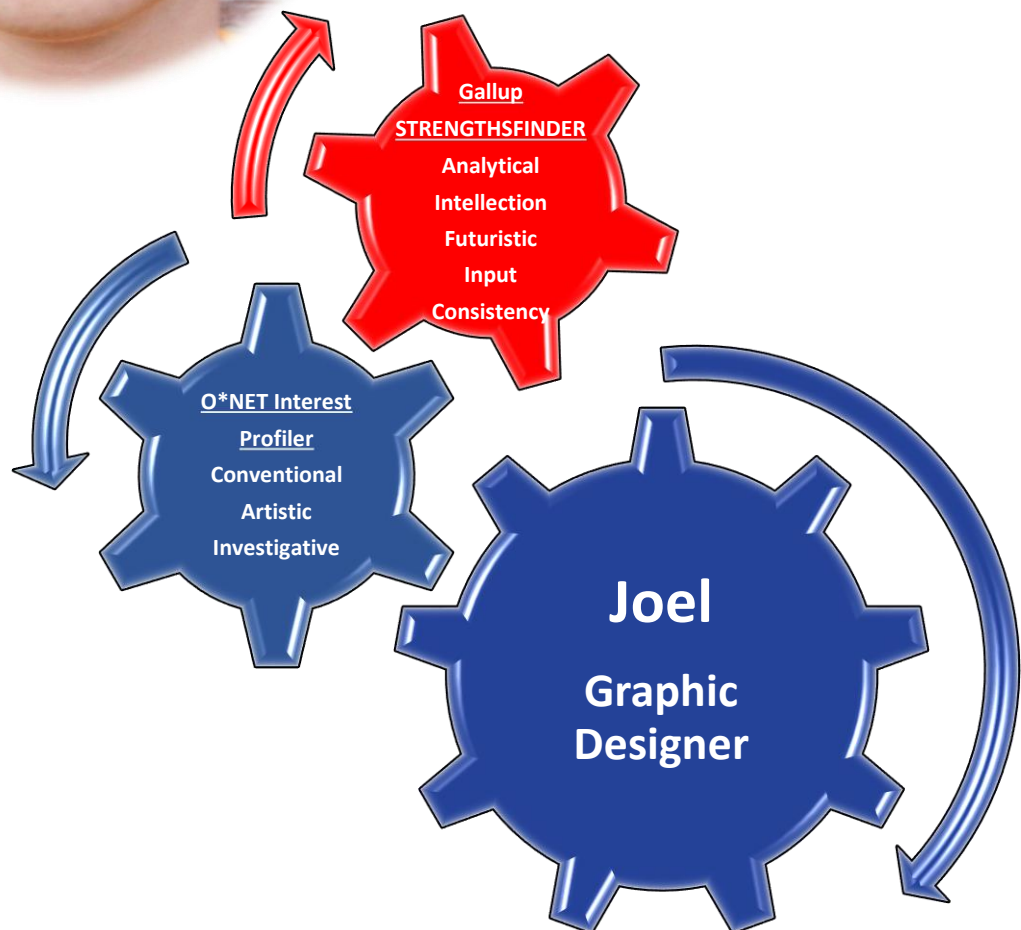 Gallup
STRENGTHSFINDER
Analytical
Intellection
Futuristic
Input
Consistency
O*NET Interest
Profiler
Conventional
Artistic
Investigative
Joel
Graphic
Designer